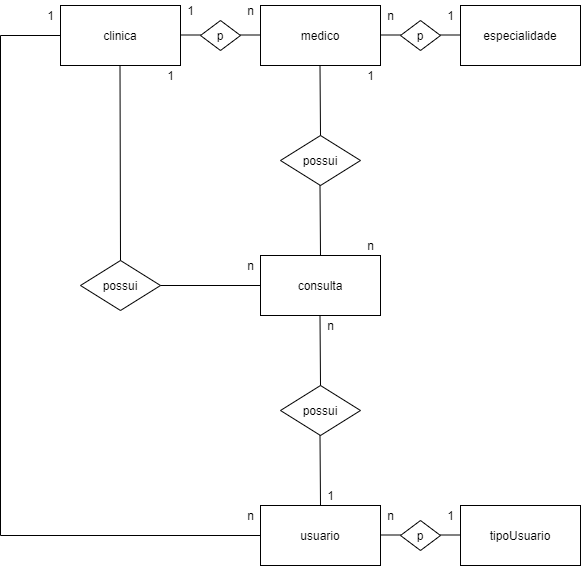 1 clinica 1 p n medico n p 1 especialidade
1 1
possui
n
n
possui consulta
n
possui
1
n usuario n p 1 tipoUsuario